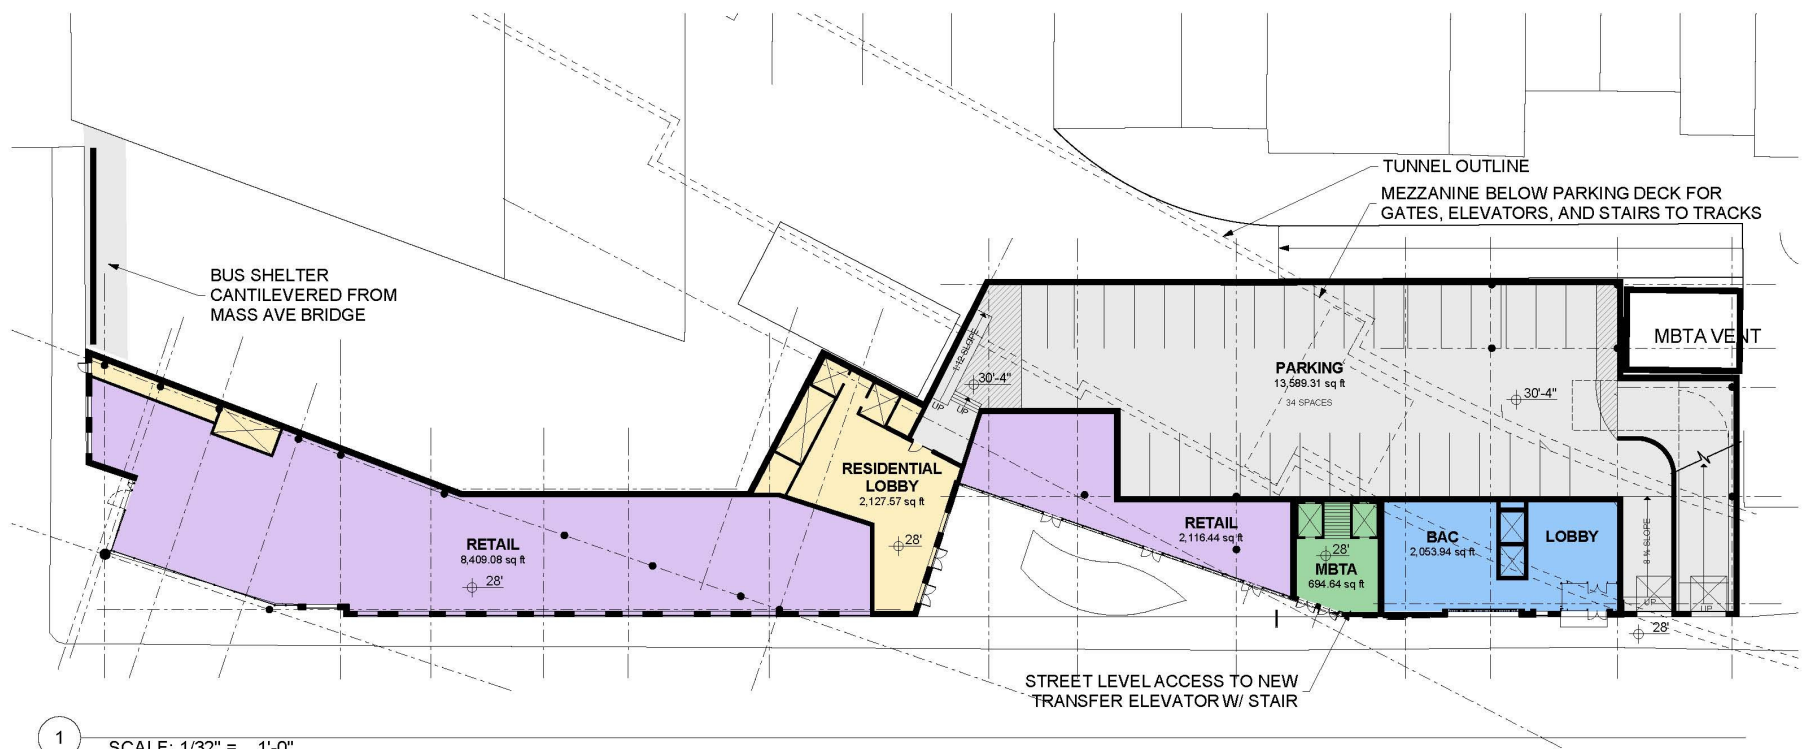 TUNNEL OUTLINE
MEZZANINE BELOW PARKING DECK FOR
GATES, ELEVATORS, AND STAIRS TO TRACKS
BUS SHELTER
CANTILEVERED FROM
MASS AVE BRIDGE
MBTA VENT
1:12 SLOPE
30'-4"
UP
UP
PARKING
13,589.31 sq ft
34 SPACES
30'-4"
RESIDENTIAL
LOBBY
2,127.57 sq ft
28'
RETAIL
8,409.08 sq ft
28'
RETAIL
2,116.44 sq ft
28'
MBTA
694.64 sq ft
BAC
2,053.94 sq ft
LOBBY
8 % SLOPE
UP
UP
28'
STREET LEVEL ACCESS TO NEW
TRANSFER ELEVATOR W/ STAIR
1
SCALE: 1/32" = 1'-0"